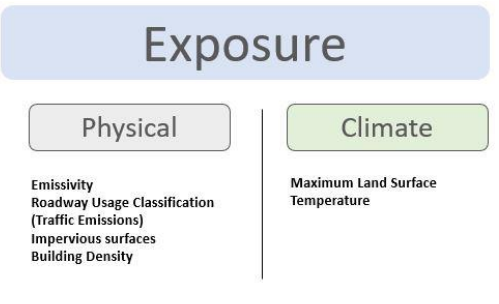 Exposure
Physical
Emissivity
Roadway Usage Classification
(Traffic Emissions)
Impervious surfaces
Building Density
Climate
Maximum Land Surface
Temperature